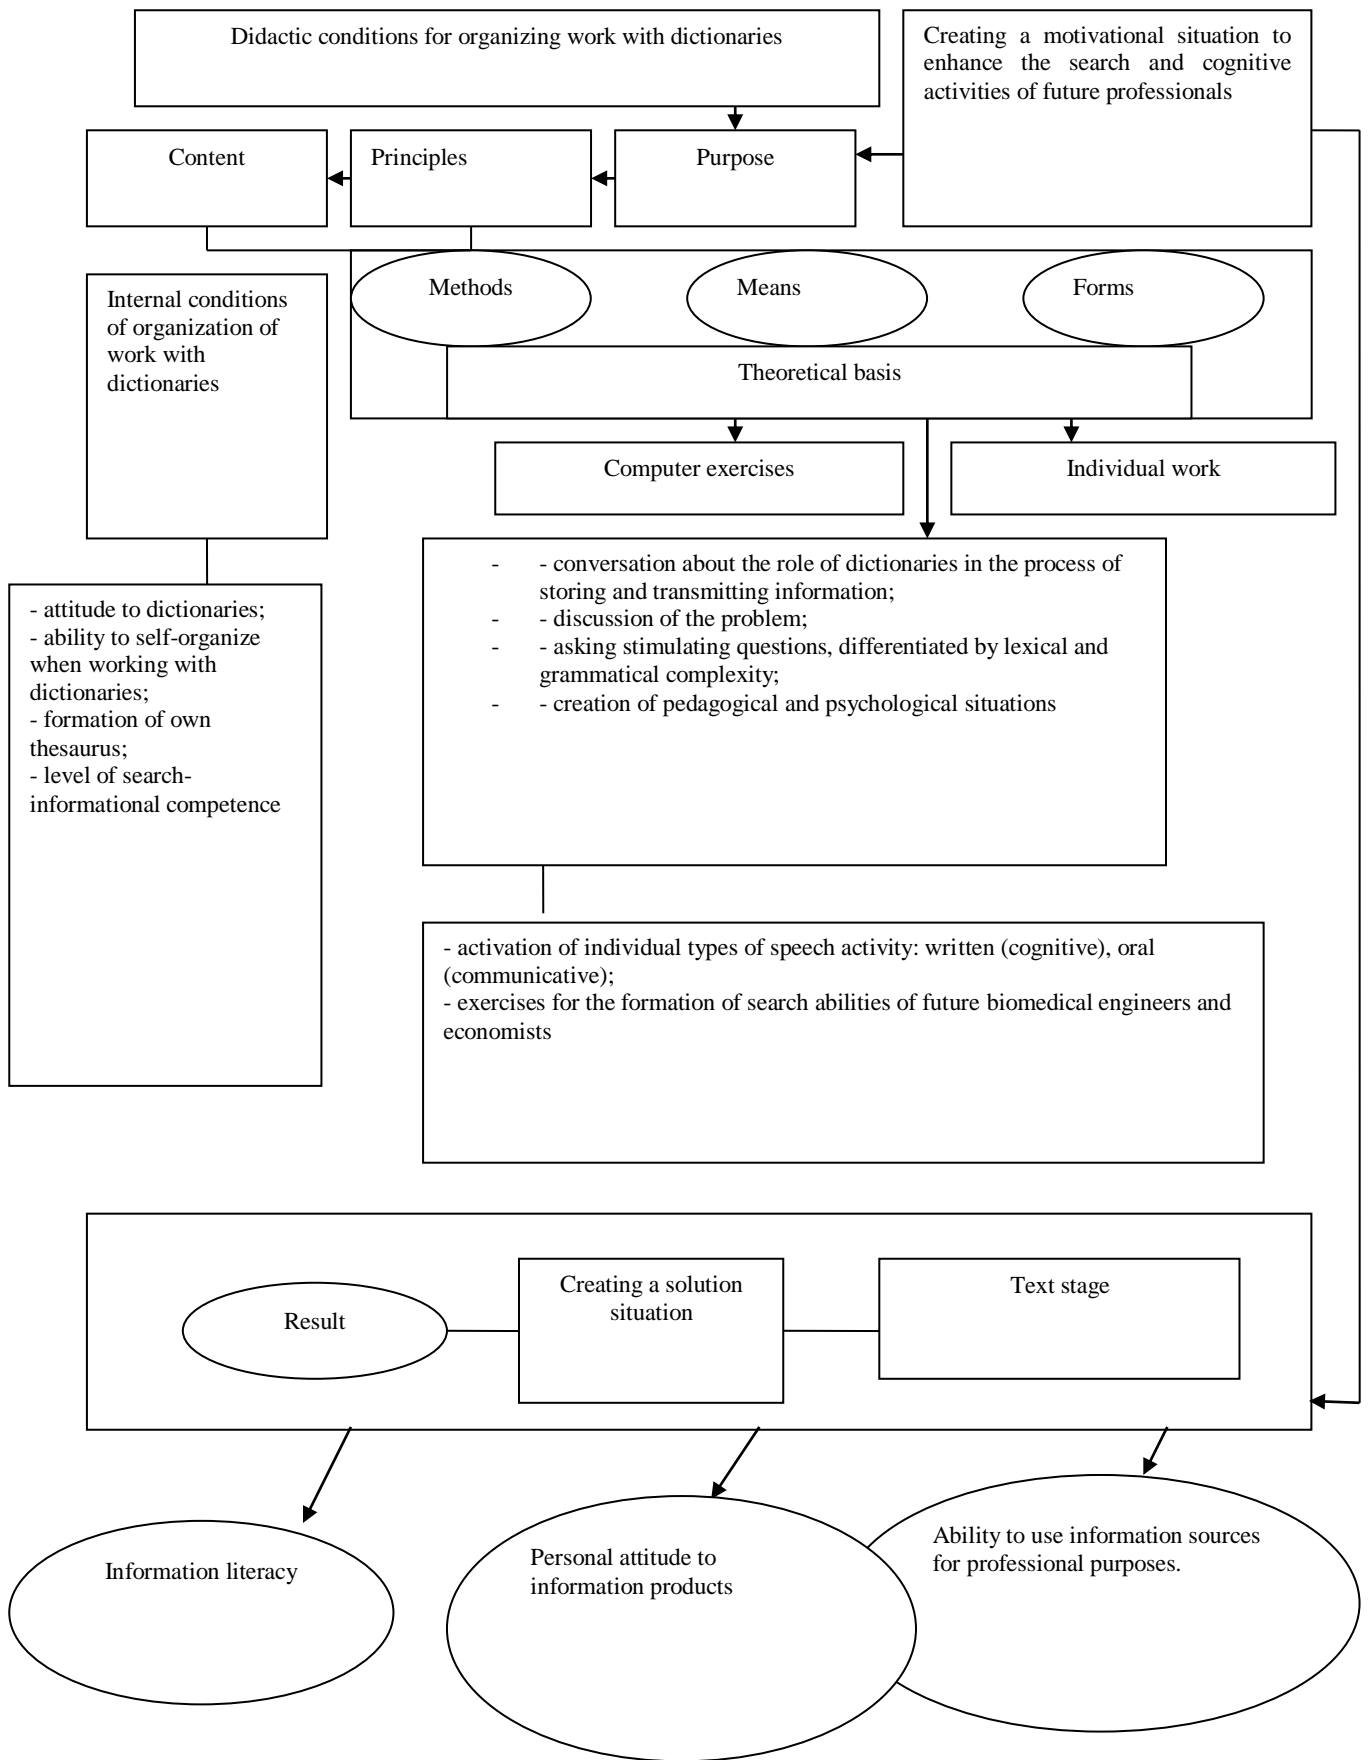 Didactic conditions for organizing work with dictionaries
Creating a motivational situation to
enhance the search and cognitive
activities of future professionals
Content
Principles
Purpose
Methods
Means
Forms
Theoretical basis
Internal conditions
of organization of
work with
dictionaries
Computer exercises
Individual work
- - conversation about the role of dictionaries in the process of
storing and transmitting information;
- - discussion of the problem;
- - asking stimulating questions, differentiated by lexical and
grammatical complexity;
- - creation of pedagogical and psychological situations
- attitude to dictionaries;
- ability to self-organize
when working with
dictionaries;
- formation of own
thesaurus;
- level of search-
informational competence
- activation of individual types of speech activity: written (cognitive), oral
(communicative);
- exercises for the formation of search abilities of future biomedical engineers and
economists
Result
Creating a solution
situation
Text stage
Information literacy
Personal attitude to
information products
Ability to use information sources
for professional purposes.